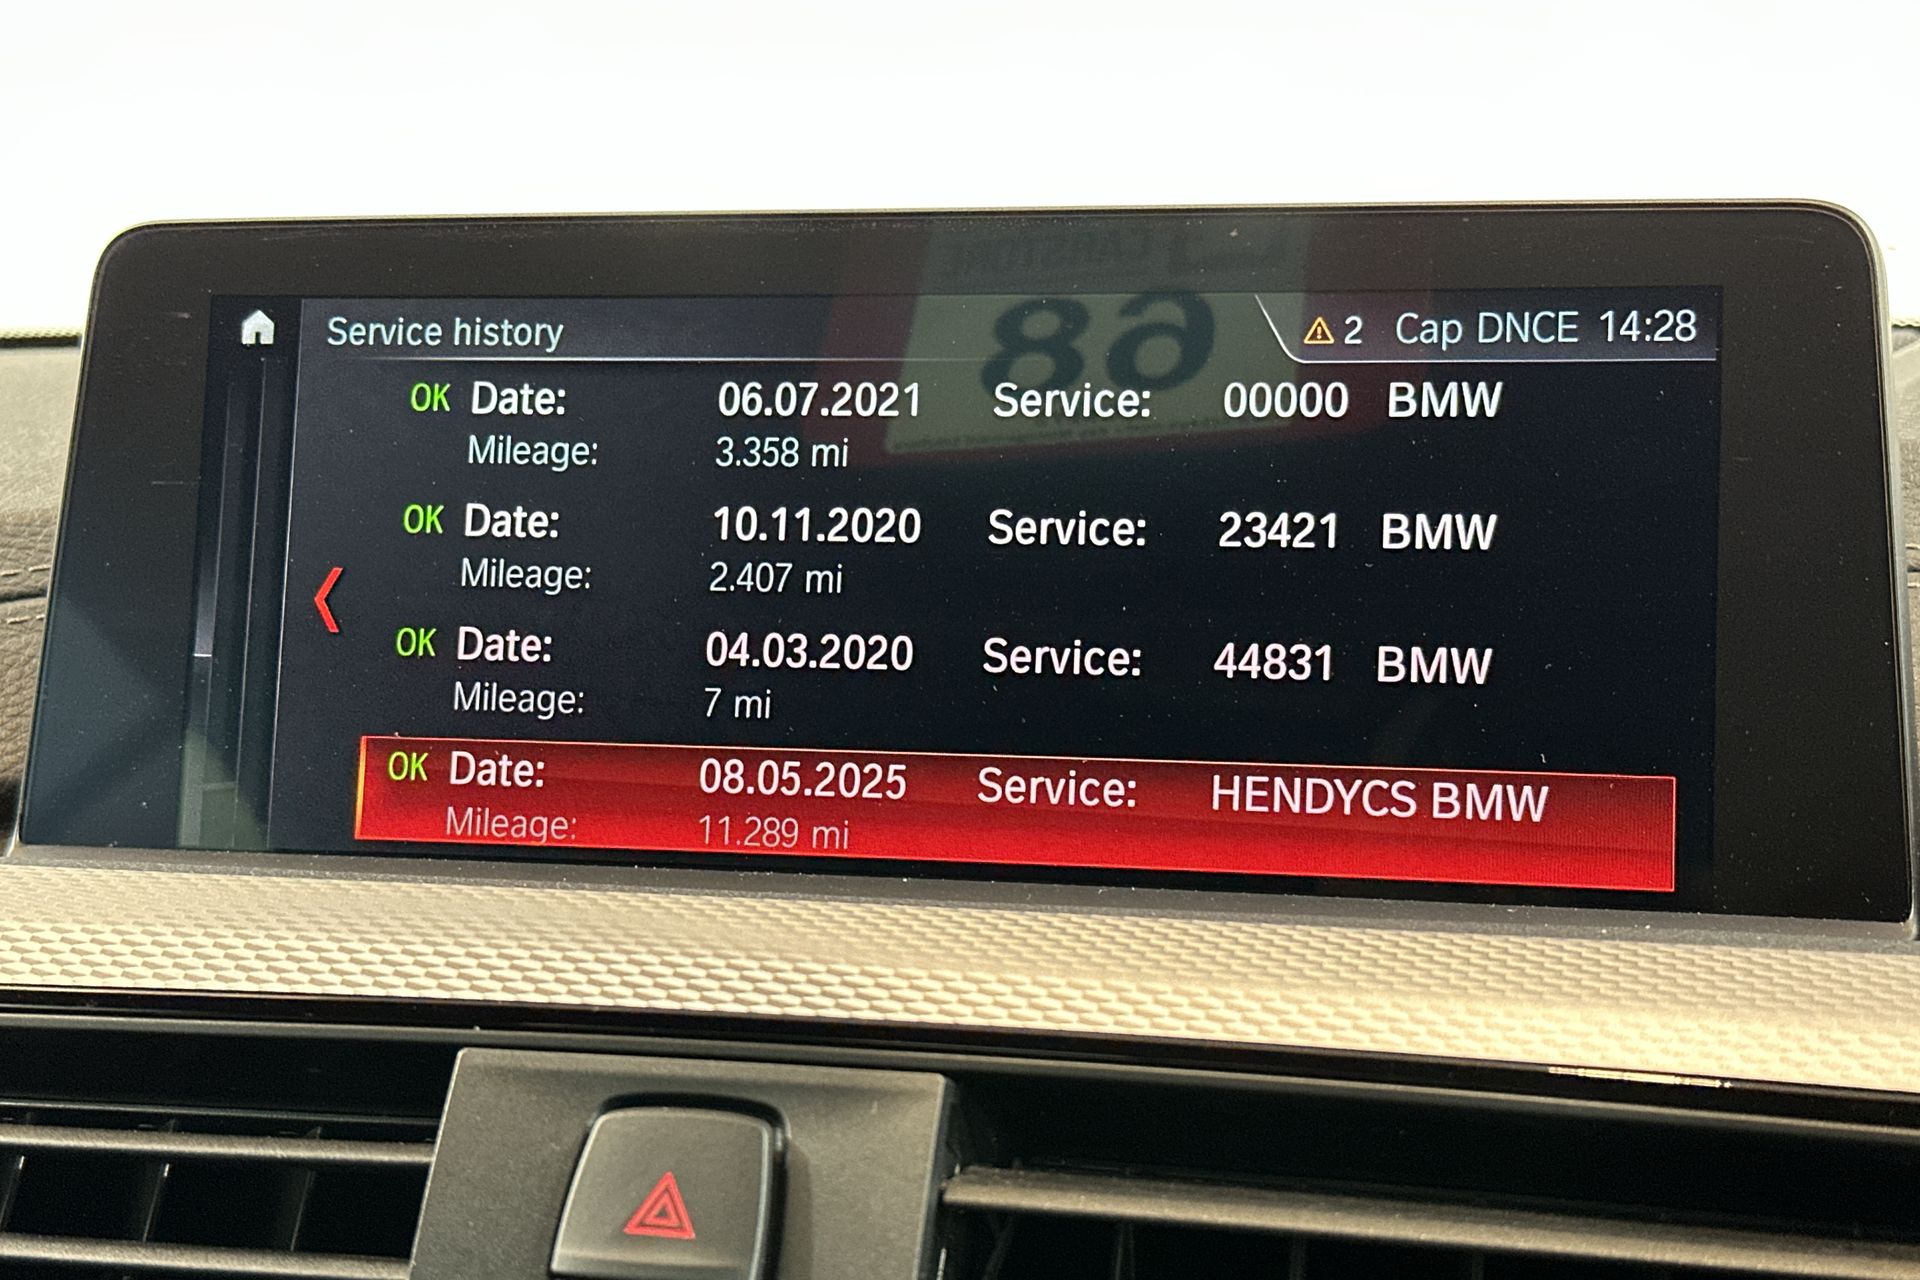 Service history
2 Cap DNCE 14:28
OK Date: 06.07.2021 Service: 00000 BMW
Mileage: 3.358 mi
OK Date: 10.11.2020 Service: 23421 BMW
Mileage: 2.407 mi
OK Date: 04.03.2020 Service: 44831 BMW
Mileage: 7 mi
OK Date: 08.05.2025 Service: HENDYCS BMW
Mileage: 11.289 mi